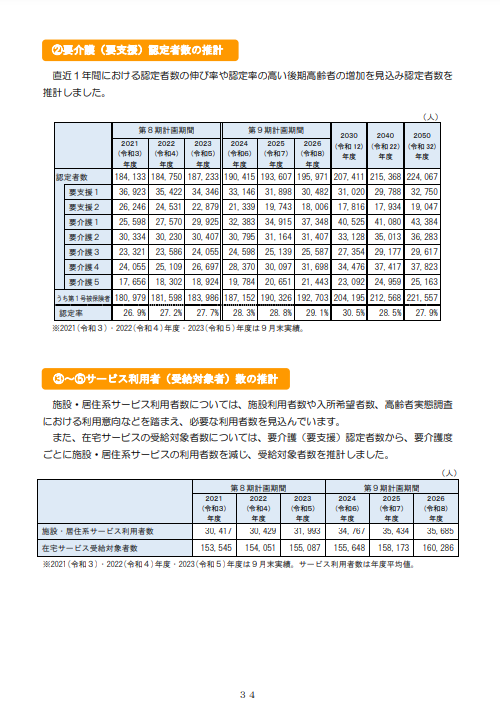 ②要介護（要支援）認定者数の推計
直近１年間における認定者数の伸び率や認定率の高い後期高齢者の増加を見込み認定者数を
推計しました。
（人）
第８期計画期間 第９期計画期間 2030 （令和12） 年度 2040 （令和22） 年度 2050 （令和32） 年度
2021 （令和3） 年度 2022 （令和4） 年度 2023 （令和5） 年度 2024 （令和6） 年度 2025 （令和7） 年度 2026 （令和8） 年度
認定者数 184,133 184,750 187,233 190,415 193,607 195,971 207,411 215,368 224,067
要支援１ 36,923 35,422 34,346 33,146 31,898 30,482 31,020 29,788 32,750
要支援２ 26,246 24,531 22,879 21,339 19,743 18,006 17,816 17,934 19,047
要介護１ 25,598 27,570 29,925 32,383 34,915 37,348 40,525 41,080 43,384
要介護２ 30,334 30,230 30,407 30,795 31,164 31,407 33,128 35,013 36,283
要介護３ 23,321 23,586 24,055 24,598 25,139 25,587 27,354 29,177 29,617
要介護４ 24,055 25,109 26,697 28,370 30,097 31,698 34,476 37,417 37,823
要介護５ 17,656 18,302 18,924 19,784 20,651 21,443 23,092 24,959 25,163
うち第１号被保険者 180,979 181,598 183,986 187,152 190,326 192,703 204,195 212,568 221,557
認定率 26.9% 27.2% 27.7% 28.3% 28.8% 29.1% 30.5% 28.5% 27.9%
※2021（令和３）・2022（令和４）年度・2023（令和５）年度は９月末実績。
③～⑤サービス利用者（受給対象者）数の推計
施設・居住系サービス利用者数については、施設利用者数や入所希望者数、高齢者実態調査
における利用意向などを踏まえ、必要な利用者数を見込んでいます。
また、在宅サービスの受給対象者数については、要介護（要支援）認定者数から、要介護度
ごとに施設・居住系サービスの利用者数を減じ、受給対象者数を推計しました。
（人）
第８期計画期間 第９期計画期間
2021 （令和3） 年度 2022 （令和4） 年度 2023 （令和5） 年度 2024 （令和6） 年度 2025 （令和7） 年度 2026 （令和8） 年度
施設・居住系サービス利用者数 30,417 30,429 31,993 34,767 35,434 35,685
在宅サービス受給対象者数 153,545 154,051 155,087 155,648 158,173 160,286
※2021（令和３）・2022（令和４）年度・2023（令和５）年度は９月末実績。サービス利用者数は年度平均値。
３４